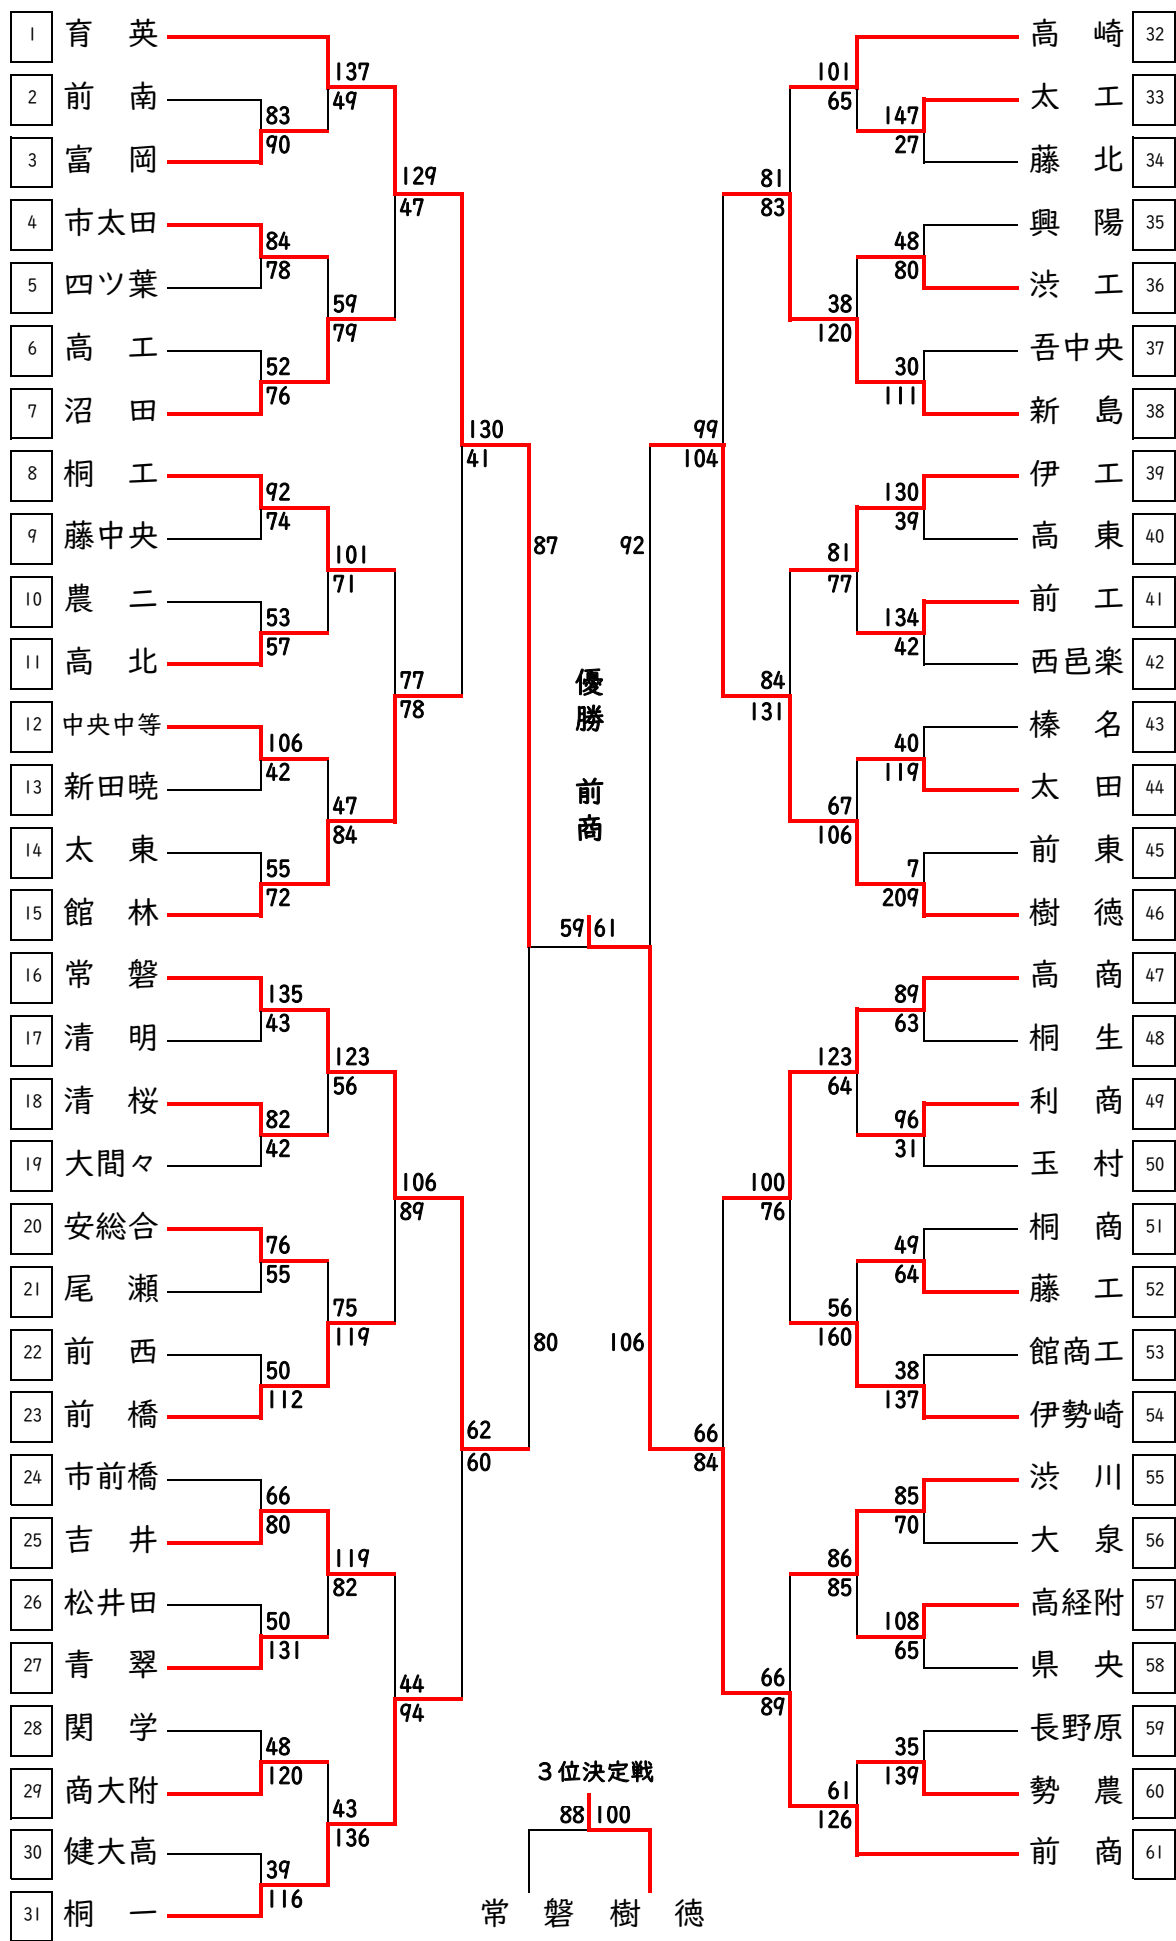 1 育英
2 前南
3 富岡
4 市太田
5 四ツ葉
6 高工
7 沼田
8 桐工
9 藤中央
10 農二
11 高北
12 中央中等
13 新田暁
14 太東
15 館林
16 常磐
17 清明
18 清桜
19 大間々
20 安総合
21 尾瀬
22 前西
23 前橋
24 市前橋
25 吉井
26 松井田
27 青翠
28 関学
29 商大附
30 健大高
31 桐一
83
90
84
78
52
76
92
74
53
57
106
42
55
72
135
43
82
42
76
55
50
112
66
80
50
131
48
120
39
116
137
49
59
79
101
71
47
84
123
56
75
119
119
82
43
136
129
47
77
78
106
89
44
94
130
41
62
60
87
80
優勝 前商
59 61
92
106
99
104
66
84
81
83
84
131
100
76
66
89
101
65
38
120
81
77
67
106
123
64
56
160
86
85
61
126
147
27
48
80
30
111
130
39
134
42
40
119
7
209
89
63
96
31
49
64
38
137
85
70
108
65
35
139
高崎 32
太工 33
藤北 34
興陽 35
渋工 36
吾中央 37
新島 38
伊工 39
高東 40
前工 41
西邑楽 42
榛名 43
太田 44
前東 45
樹徳 46
高商 47
桐生 48
利商 49
玉村 50
桐商 51
藤工 52
館商工 53
伊勢崎 54
渋川 55
大泉 56
高経附 57
県央 58
長野原 59
勢農 60
前商 61
3位決定戦
88 100
常磐 樹徳